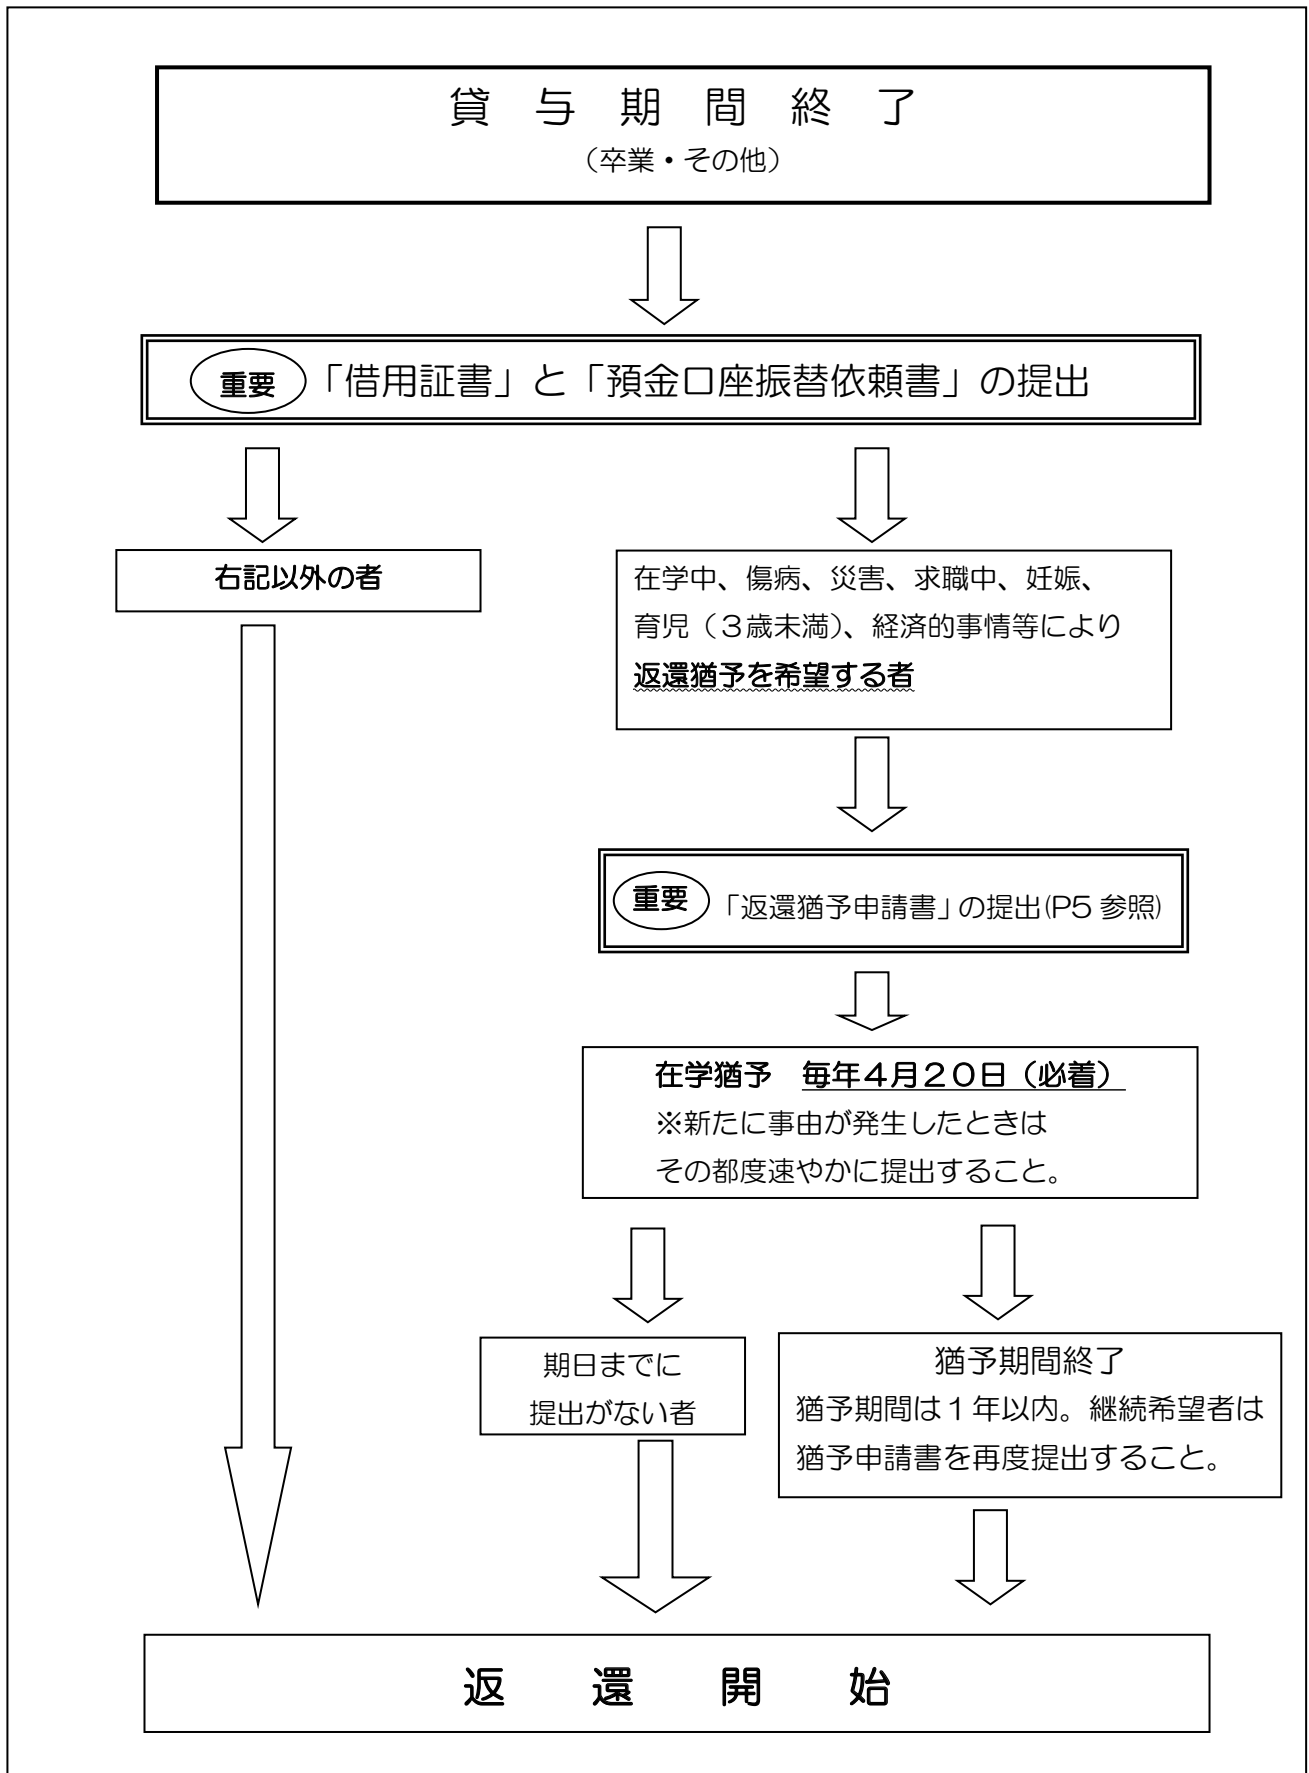 貸与期間終了
（卒業・その他）
重要 「借用証書」と「預金口座振替依頼書」の提出
右記以外の者
在学中、傷病、災害、求職中、妊娠、
育児（３歳未満）、経済的事情等により
返還猶予を希望する者
重要 「返還猶予申請書」の提出(P5 参照)
在学猶予　毎年４月２０日（必着）
※新たに事由が発生したときは
その都度速やかに提出すること。
期日までに
提出がない者
猶予期間終了
猶予期間は１年以内。継続希望者は
猶予申請書を再度提出すること。
返還開始